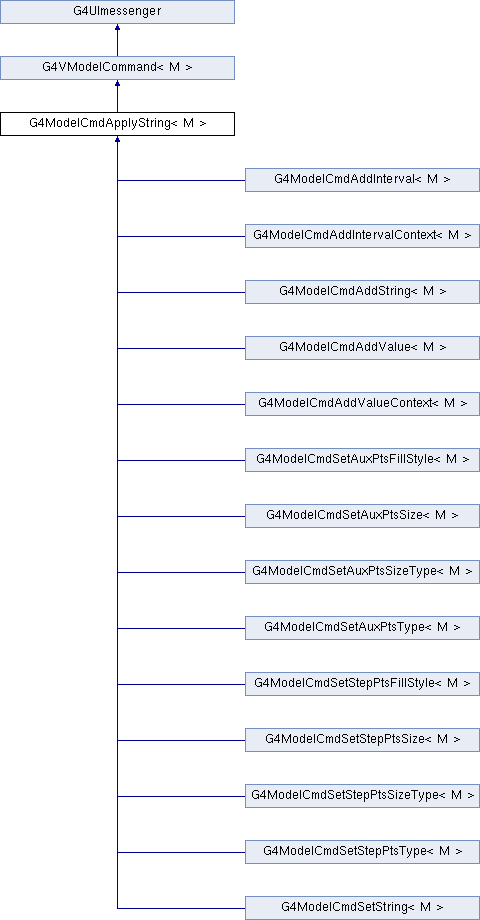 G4UImessenger
G4VModelCommand< M >
G4ModelCmdApplyString< M >
G4ModelCmdAddInterval< M >
G4ModelCmdAddIntervalContext< M >
G4ModelCmdAddString< M >
G4ModelCmdAddValue< M >
G4ModelCmdAddValueContext< M >
G4ModelCmdSetAuxPtsFillStyle< M >
G4ModelCmdSetAuxPtsSize< M >
G4ModelCmdSetAuxPtsSizeType< M >
G4ModelCmdSetAuxPtsType< M >
G4ModelCmdSetStepPtsFillStyle< M >
G4ModelCmdSetStepPtsSize< M >
G4ModelCmdSetStepPtsSizeType< M >
G4ModelCmdSetStepPtsType< M >
G4ModelCmdSetString< M >